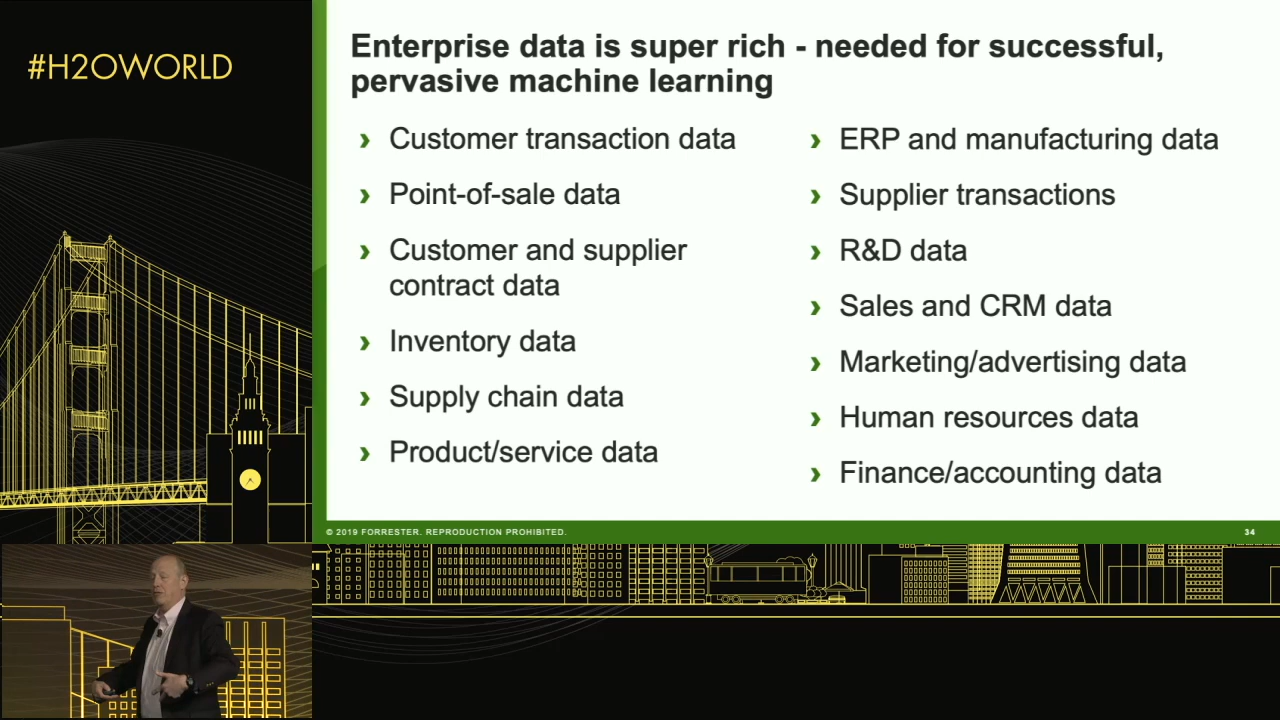 #H2OWORLD
Enterprise data is super rich - needed for successful,
pervasive machine learning
› Customer transaction data
› Point-of-sale data
› Customer and supplier
contract data
› Inventory data
› Supply chain data
› Product/service data
› ERP and manufacturing data
› Supplier transactions
› R&D data
› Sales and CRM data
› Marketing/advertising data
› Human resources data
› Finance/accounting data
© 2019 FORRESTER. REPRODUCTION PROHIBITED.
34